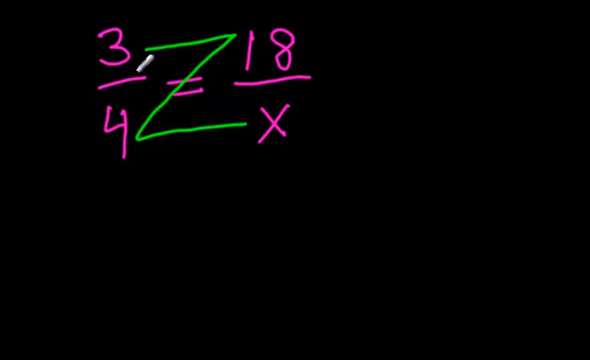 3/4 = 18/x